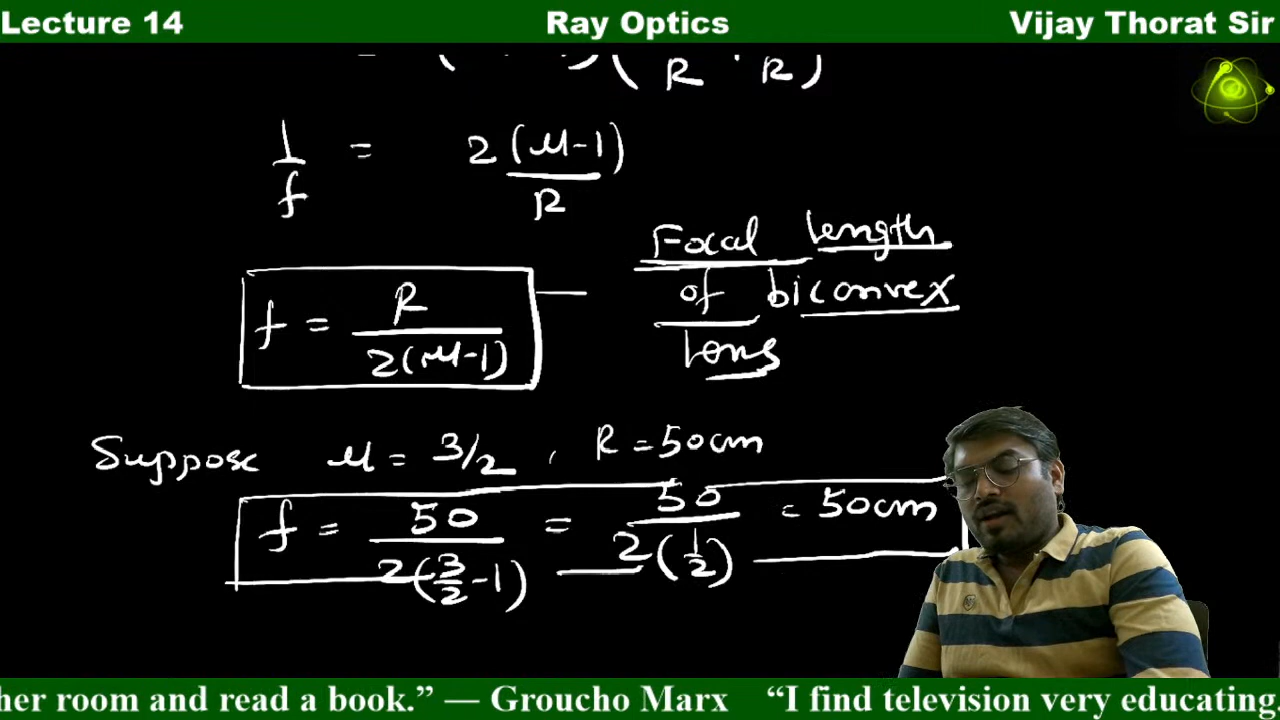 Lecture 14 Ray Optics Vijay Thorat Sir
R R )
1/f = 2(μ-1)/R
Focal length
of biconvex
lens
f = R/2(μ-1)
Suppose μ = 3/2 , R = 50cm
f = 50/2(3/2-1) = 50/2(1/2) = 50cm
her room and read a book.” — Groucho Marx “I find television very educating